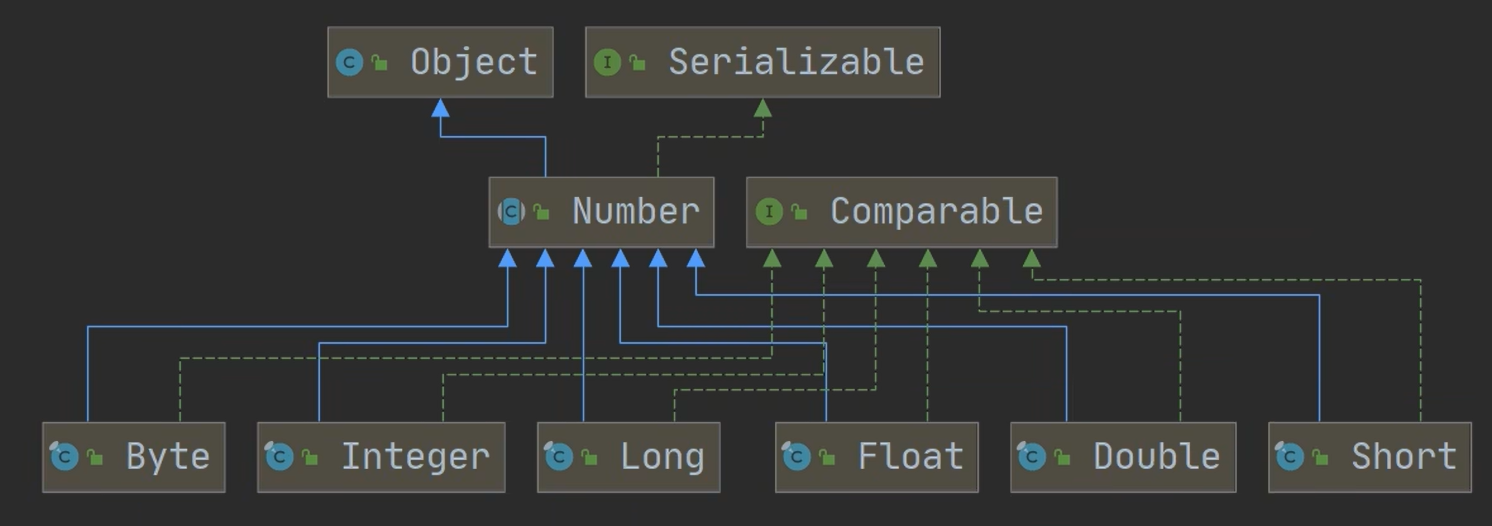 C Object
I Serializable
C Number
I Comparable
C Byte
C Integer
C Long
C Float
C Double
C Short